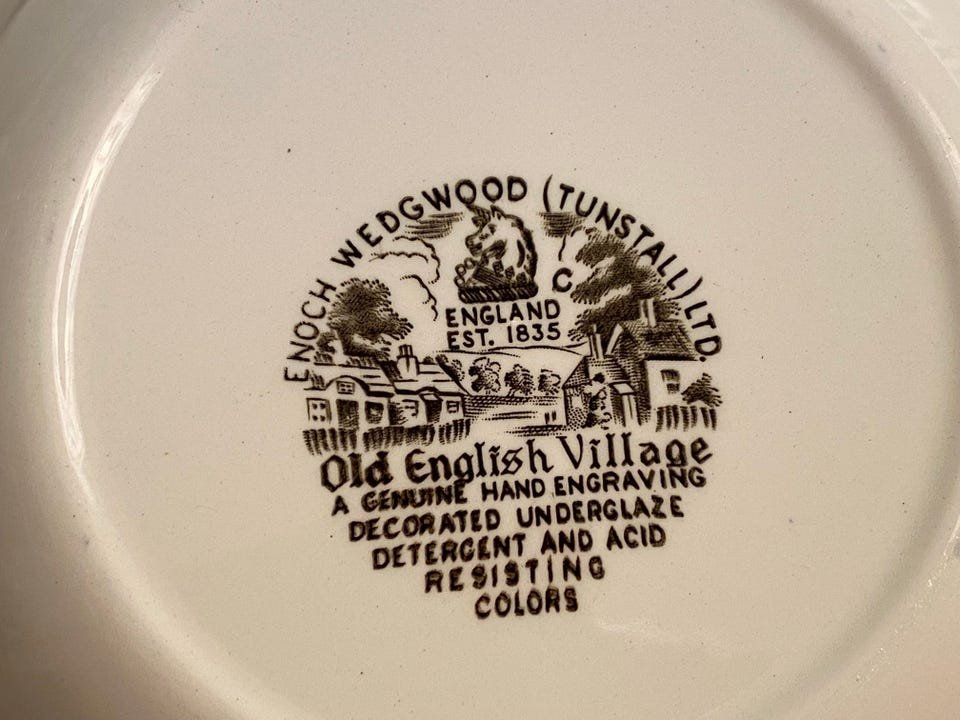 ENOCH WEDGWOOD (TUNSTALL) LTD.
C
ENGLAND
EST. 1835
Old English Village
A GENUINE HAND ENGRAVING
DECORATED UNDERGLAZE
DETERGENT AND ACID
RESISTING
COLORS